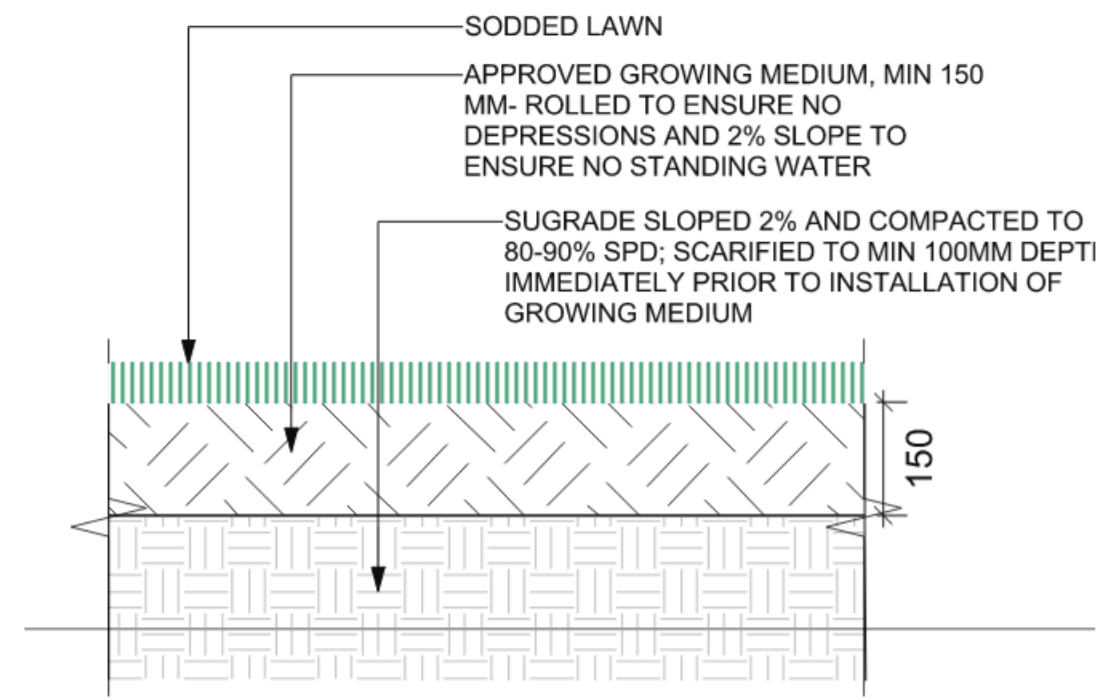 SODDED LAWN
APPROVED GROWING MEDIUM, MIN 150
MM- ROLLED TO ENSURE NO
DEPRESSIONS AND 2% SLOPE TO
ENSURE NO STANDING WATER
SUGRADE SLOPED 2% AND COMPACTED TO
80-90% SPD; SCARIFIED TO MIN 100MM
IMMEDIATELY PRIOR TO INSTALLATION OF
GROWING MEDIUM
150